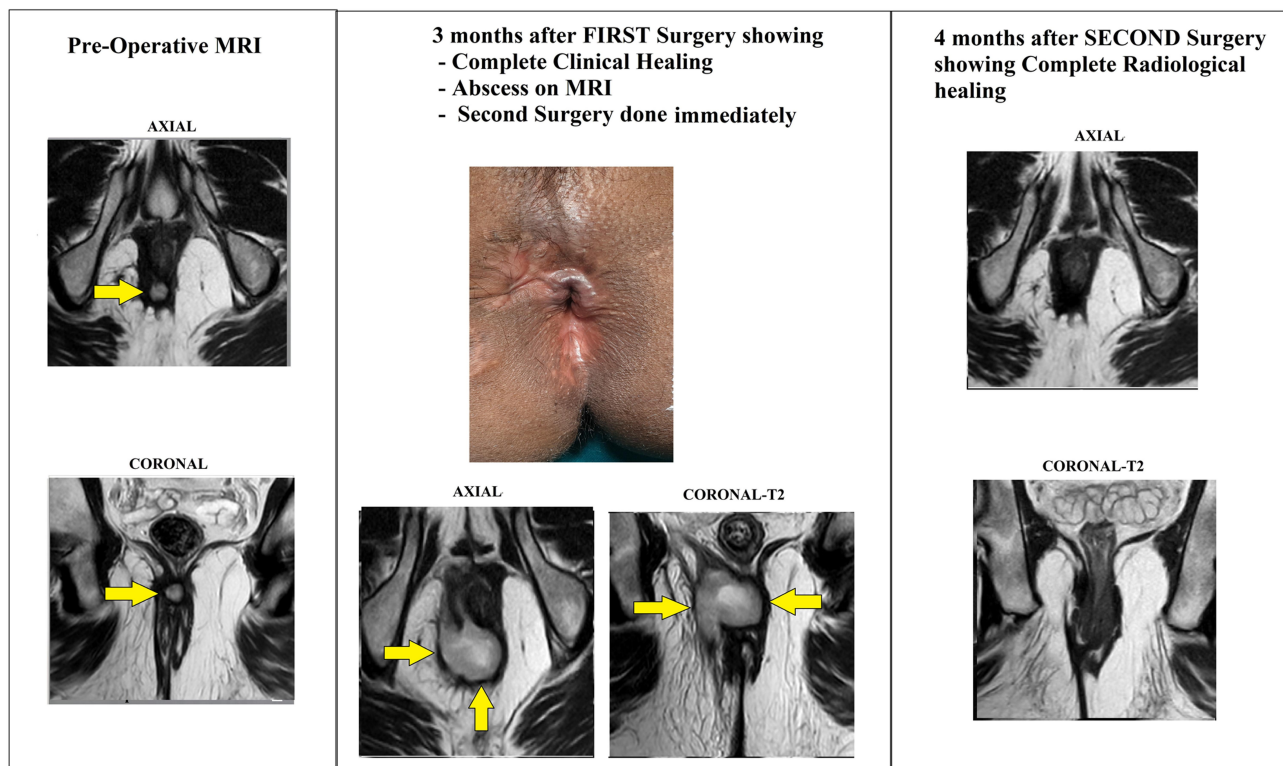 Pre-Operative MRI
AXIAL
CORONAL
3 months after FIRST Surgery showing
- Complete Clinical Healing
- Abscess on MRI
- Second Surgery done immediately
AXIAL
CORONAL-T2
4 months after SECOND Surgery
showing Complete Radiological
healing
AXIAL
CORONAL-T2